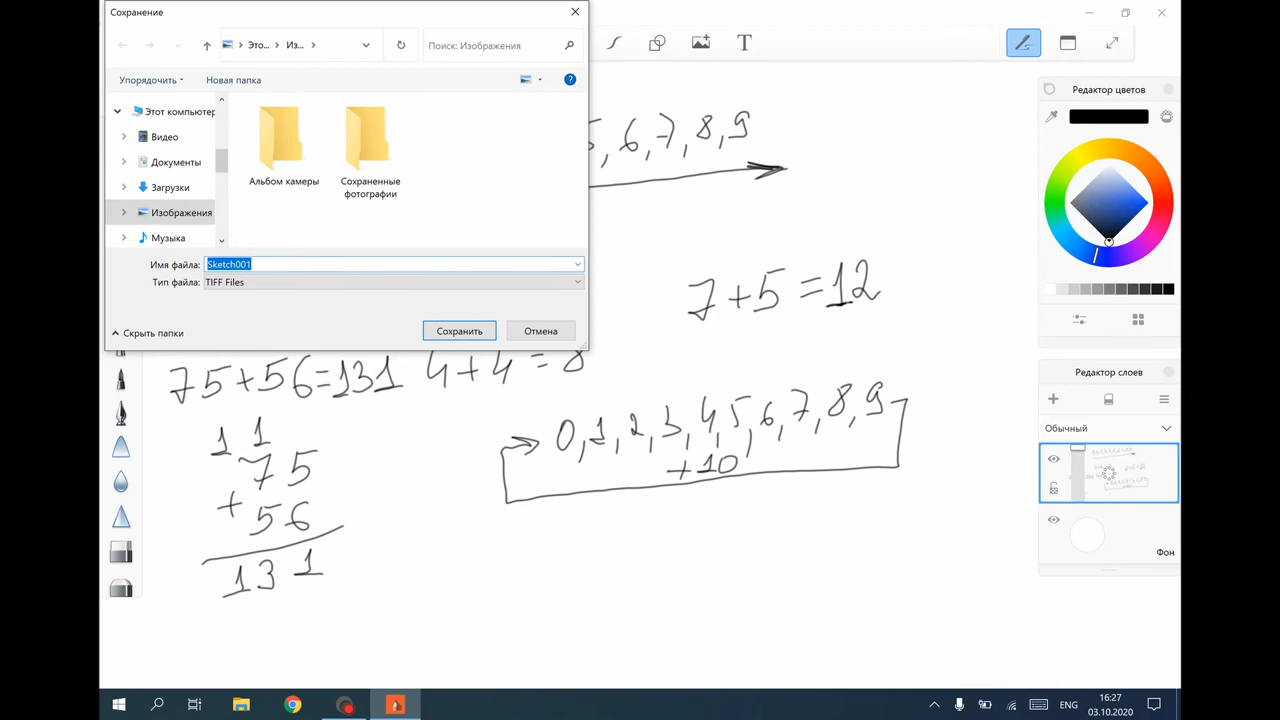 Сохранение
Это... > Из... >
Поиск: Изображения
T
Упорядочить
Новая папка
?
Этот компьютер
Видео
Документы
Загрузки
Изображения
Музыка
Альбом камеры
Сохраненные фотографии
Имя файла: Sketch001
Тип файла: TIFF Files
Скрыть папки
Сохранить
Отмена
Редактор цветов
5, 6, 7, 8, 9
7+5=12
Редактор слоев
Обычный
Фон
75+56=131 4+4=8
0,1,2,3,4,5,6,7,8,9
+10
1 1
75
+56
131
ENG
16:27
03.10.2020